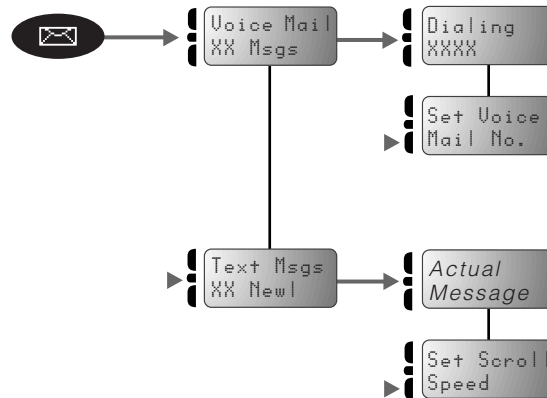 Voice Mail
XX Msgs
Dialing
XXXX
Set Voice
Mail No.
Text Msgs
XX New!
Actual
Message
Set Scroll
Speed